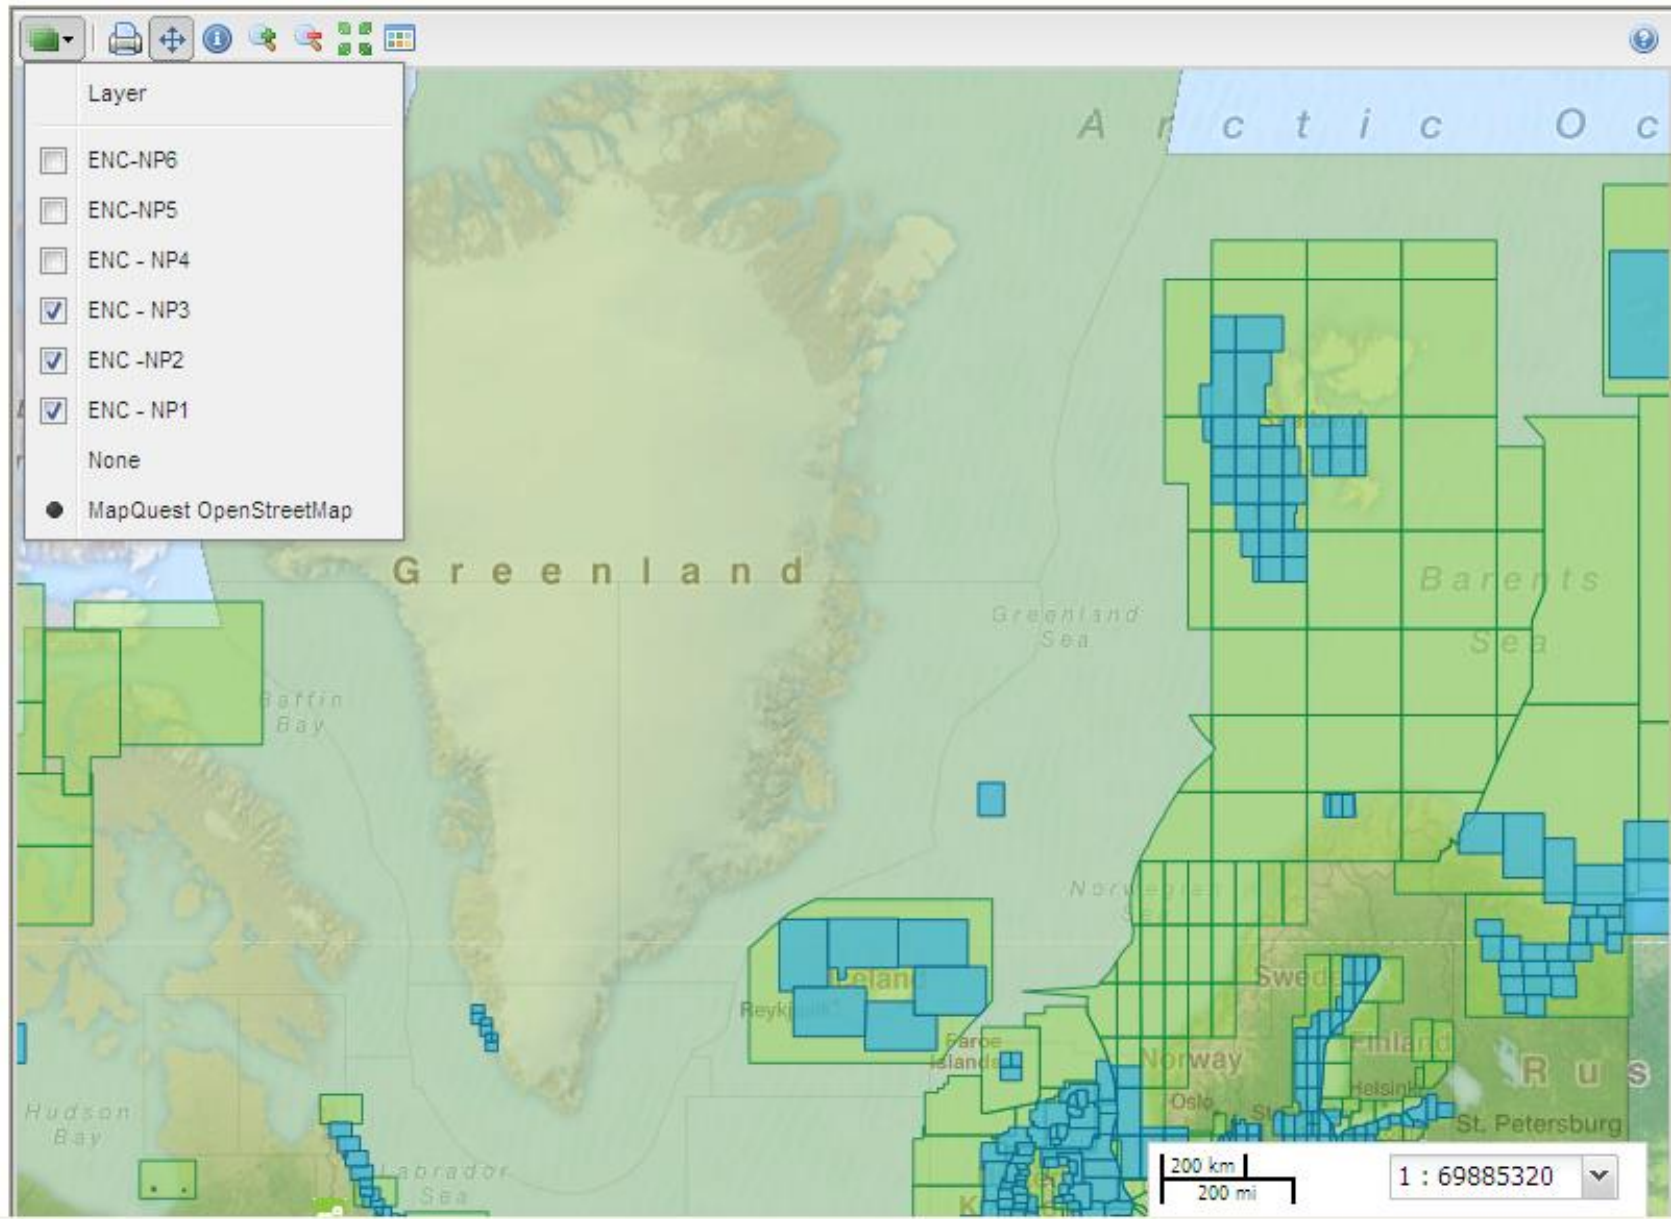 Layer
ENC-NP6
ENC-NP5
ENC - NP4
ENC - NP3
ENC -NP2
ENC - NP1
None
MapQuest OpenStreetMap
A r c t i c O c
Greenland
Barents
Sea
Greenland
Sea
Baffin
Bay
Norwegian
Iceland
Faroe
Islands
Norway
Finland
Oslo
Helsinki
R u s
St. Petersburg
Hudson
Bay
Labrador
Sea
200 km
200 mi
1 : 69885320